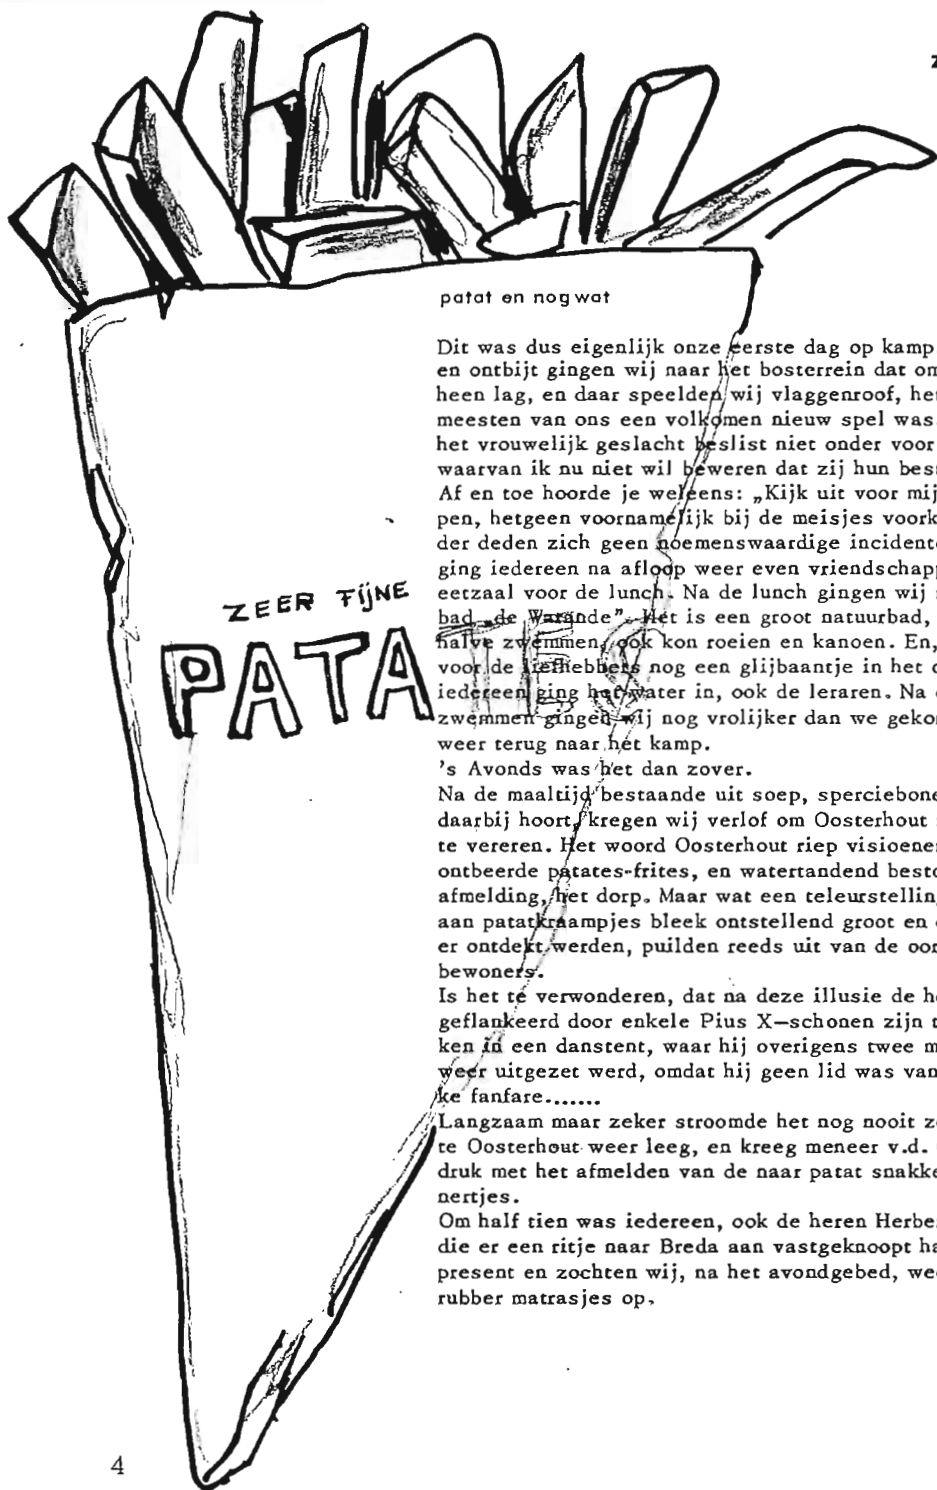 z
patat en nog wat
Dit was dus eigenlijk onze eerste dag op kamp
en ontbijt gingen wij naar het bosterrein dat om
heen lag, en daar speelden wij vlaggenroof, he
meesten van ons een volkomen nieuw spel was.
het vrouwelijk geslacht beslist niet onder voor
waarvan ik nu niet wil beweren dat zij hun bes
Af en toe hoorde je weleens: „Kijk uit voor mij
pen, hetgeen voornamelijk bij de meisjes voork
der deden zich geen noemenswaardige incident
ging iedereen na afloop weer even vriendschap
eetzaal voor de lunch. Na de lunch gingen wij
bad „de Warande”. Het is een groot natuurbad,
halve zwemmen, ook kon roeien en kanoen. En,
voor de liefhebbers nog een glijbaantje in het
iedereen ging het water in, ook de leraren. Na
zwemmen gingen wij nog vrolijker dan we geko
weer terug naar het kamp.
's Avonds was het dan zover.
Na de maaltijd bestaande uit soep, sperciebone
daarbij hoort, kregen wij verlof om Oosterhout
te vereren. Het woord Oosterhout riep visioene
ontbeerde patates-frites, en watertandend besto
afmelding, het dorp. Maar wat een teleurstellin
aan patatkraampjes bleek ontstellend groot en
er ontdekt werden, puilden reeds uit van de oor
bewoners.
Is het te verwonderen, dat na deze illusie de h
geflankeerd door enkele Pius X–schonen zijn t
ken in een danstent, waar hij overigens twee m
weer uitgezet werd, omdat hij geen lid was van
ke fanfare.......
Langzaam maar zeker stroomde het nog nooit z
te Oosterhout weer leeg, en kreeg meneer v.d.
druk met het afmelden van de naar patat snakke
nertjes.
Om half tien was iedereen, ook de heren Herbe
die er een ritje naar Breda aan vastgeknoopt ha
present en zochten wij, na het avondgebed, we
rubber matrasjes op.
ZEER FIJNE
PATATES
4